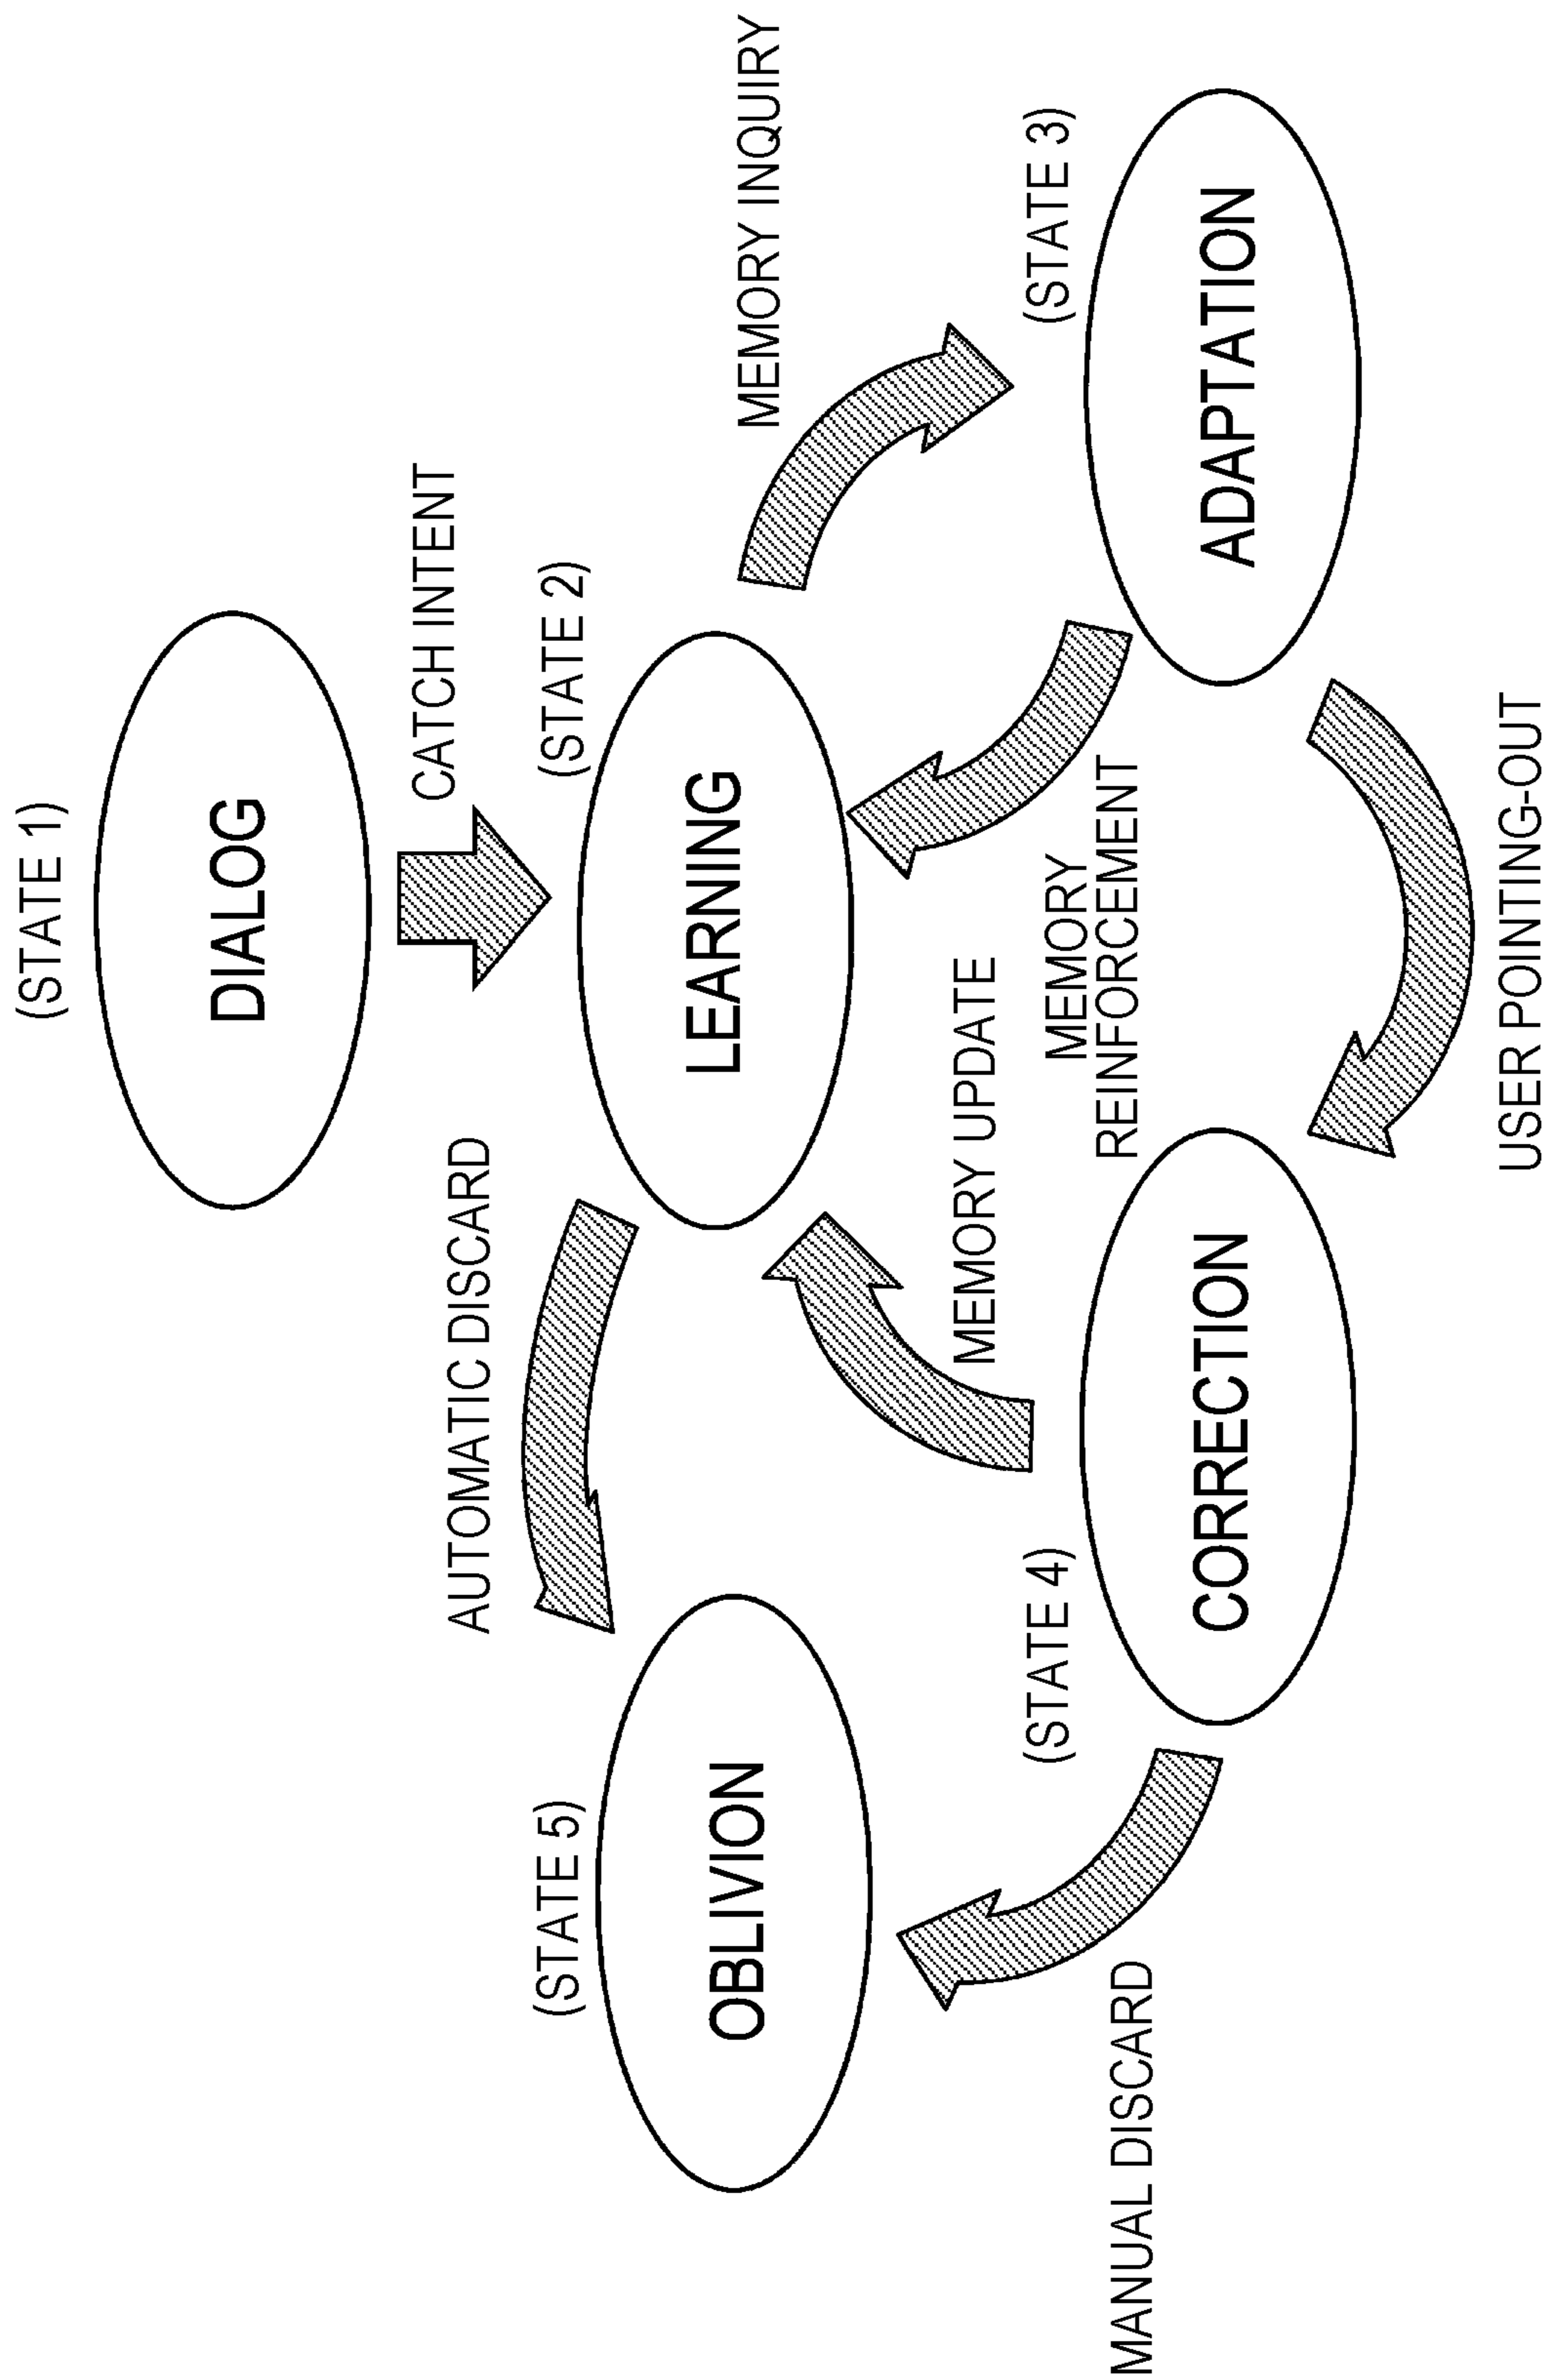 (STATE 1)
DIALOG
CATCH INTENT
AUTOMATIC DISCARD
(STATE 2)
LEARNING
MEMORY INQUIRY
(STATE 5)
OBLIVION
MEMORY UPDATE
MEMORY
REINFORCEMENT
(STATE 3)
ADAPTATION
(STATE 4)
CORRECTION
MANUAL DISCARD
USER POINTING-OUT